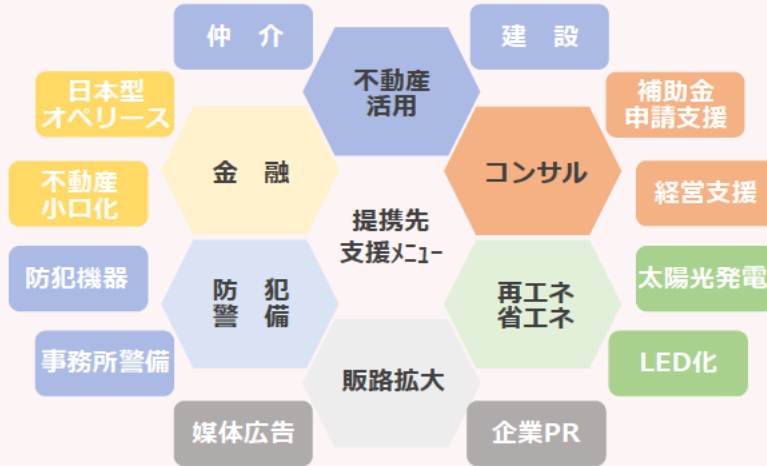 仲　介
建　設
不動産
活用
日本型
オペリース
補助金
申請支援
金　融
コンサル
不動産
小口化
経営支援
提携先
支援ﾒﾆｭｰ
防犯機器
太陽光発電
防　犯
警　備
再エネ
省エネ
事務所警備
LED化
販路拡大
媒体広告
企業PR